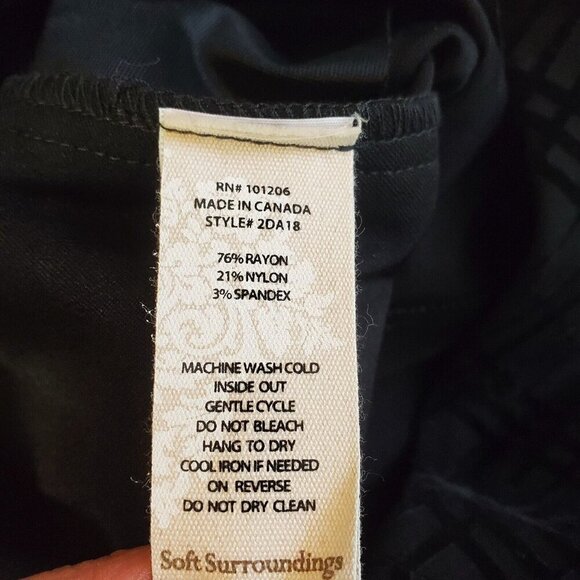 RN# 101206
MADE IN CANADA
STYLE# 2DA18
76% RAYON
21% NYLON
3% SPANDEX
MACHINE WASH COLD
INSIDE OUT
GENTLE CYCLE
DO NOT BLEACH
HANG TO DRY
COOL IRON IF NEEDED
ON REVERSE
DO NOT DRY CLEAN
Soft Surroundings